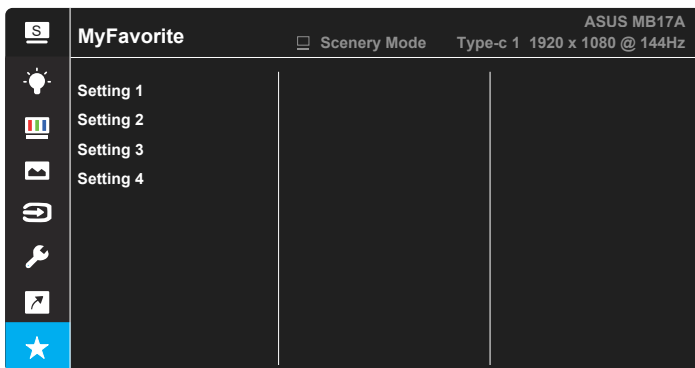 S
ASUS MB17A
MyFavorite
Scenery Mode Type-c 1 1920 x 1080 @ 144Hz
Setting 1
Setting 2
Setting 3
Setting 4